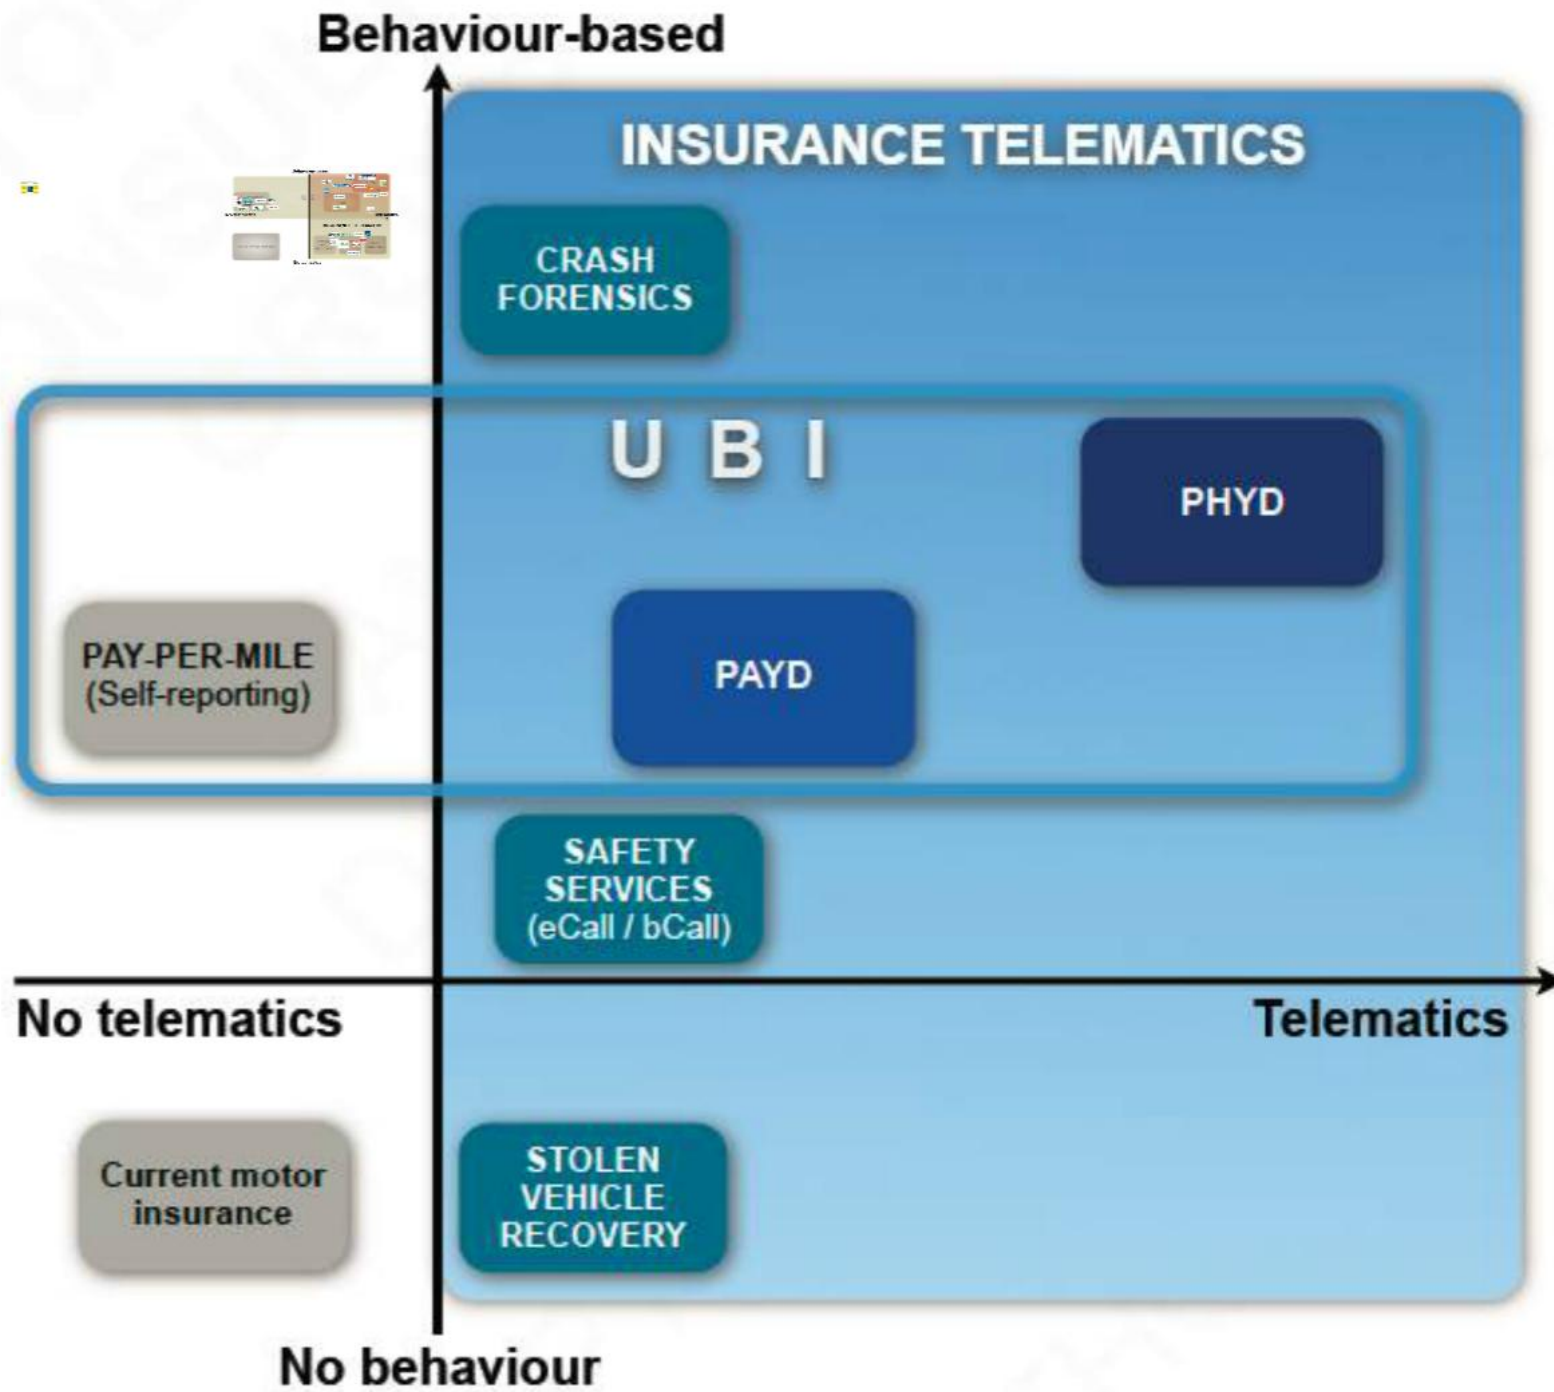 Behaviour-based
INSURANCE TELEMATICS
CRASH
FORENSICS
U B I
PHYD
PAY-PER-MILE
(Self-reporting)
PAYD
SAFETY
SERVICES
(eCall / bCall)
No telematics
Telematics
Current motor
insurance
STOLEN
VEHICLE
RECOVERY
No behaviour